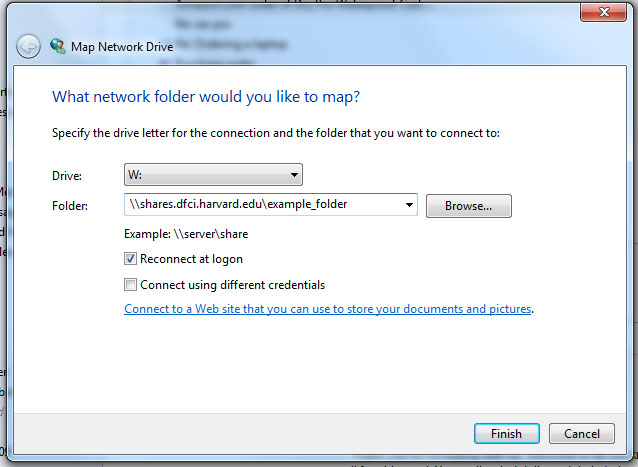 Map Network Drive
What network folder would you like to map?
Specify the drive letter for the connection and the folder that you want to connect to:
Drive: W:
Folder: \\shares.dfci.harvard.edu\example_folder Browse...
Example: \\server\share
Reconnect at logon
Connect using different credentials
Connect to a Web site that you can use to store your documents and pictures.
Finish Cancel